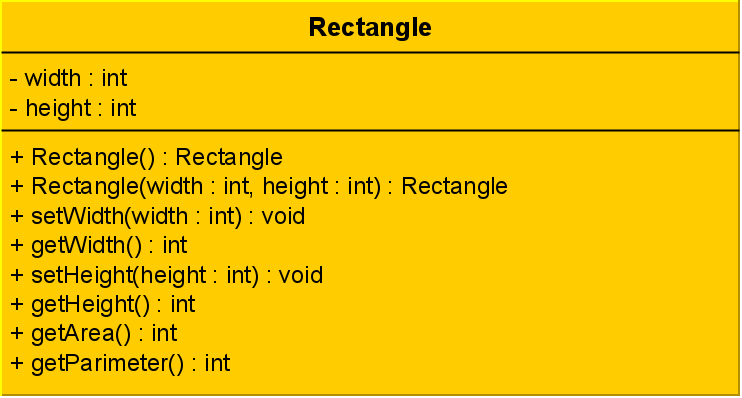 Rectangle
- width : int
- height : int
+ Rectangle() : Rectangle
+ Rectangle(width : int, height : int) : Rectangle
+ setWidth(width : int) : void
+ getWidth() : int
+ setHeight(height : int) : void
+ getHeight() : int
+ getArea() : int
+ getParimeter() : int